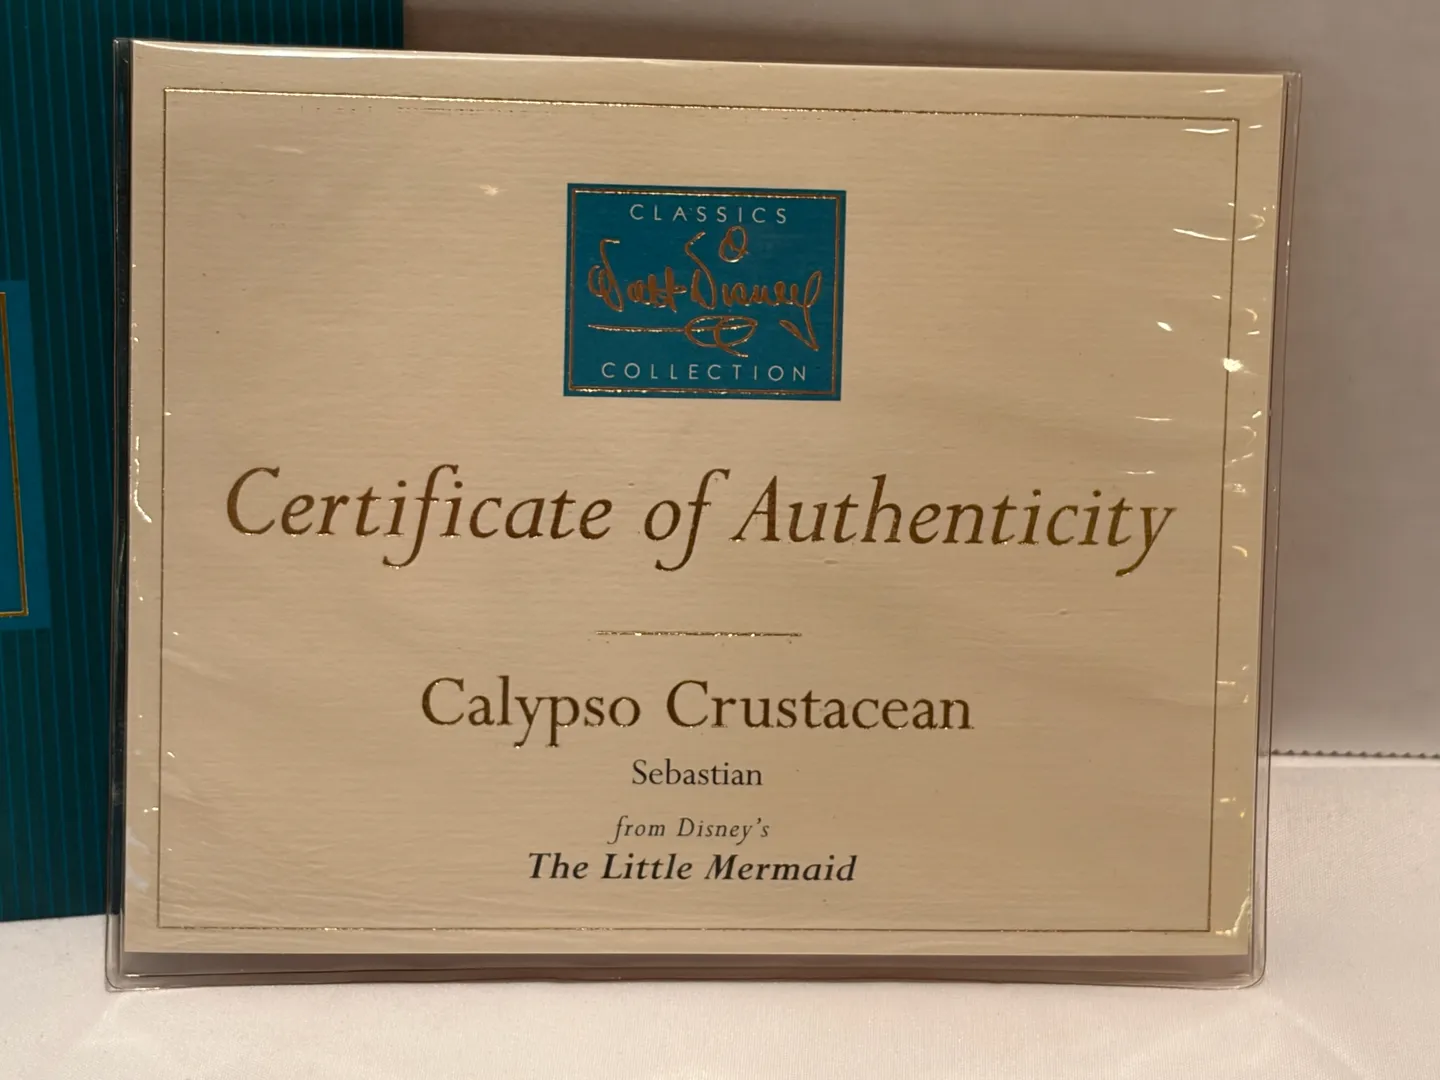 CLASSICS
Walt Disney
COLLECTION
Certificate of Authenticity
Calypso Crustacean
Sebastian
from Disney's
The Little Mermaid